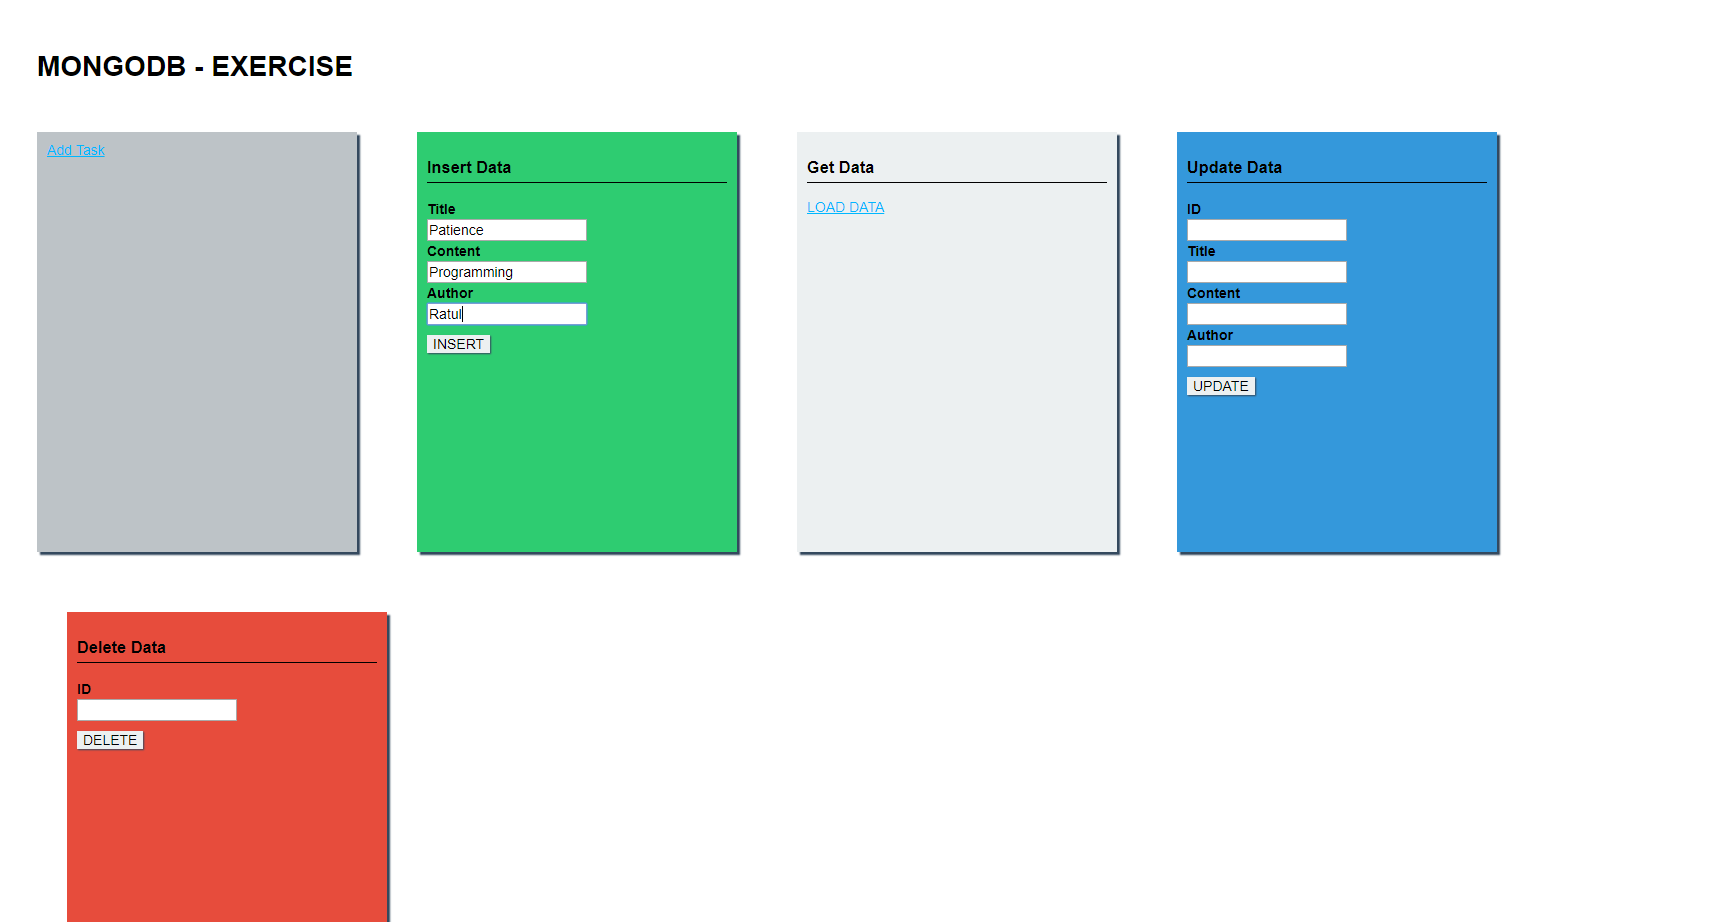 MONGODB - EXERCISE
Add Task
Insert Data
Title
Patience
Content
Programming
Author
Ratul
INSERT
Get Data
LOAD DATA
Update Data
ID
Title
Content
Author
UPDATE
Delete Data
ID
DELETE